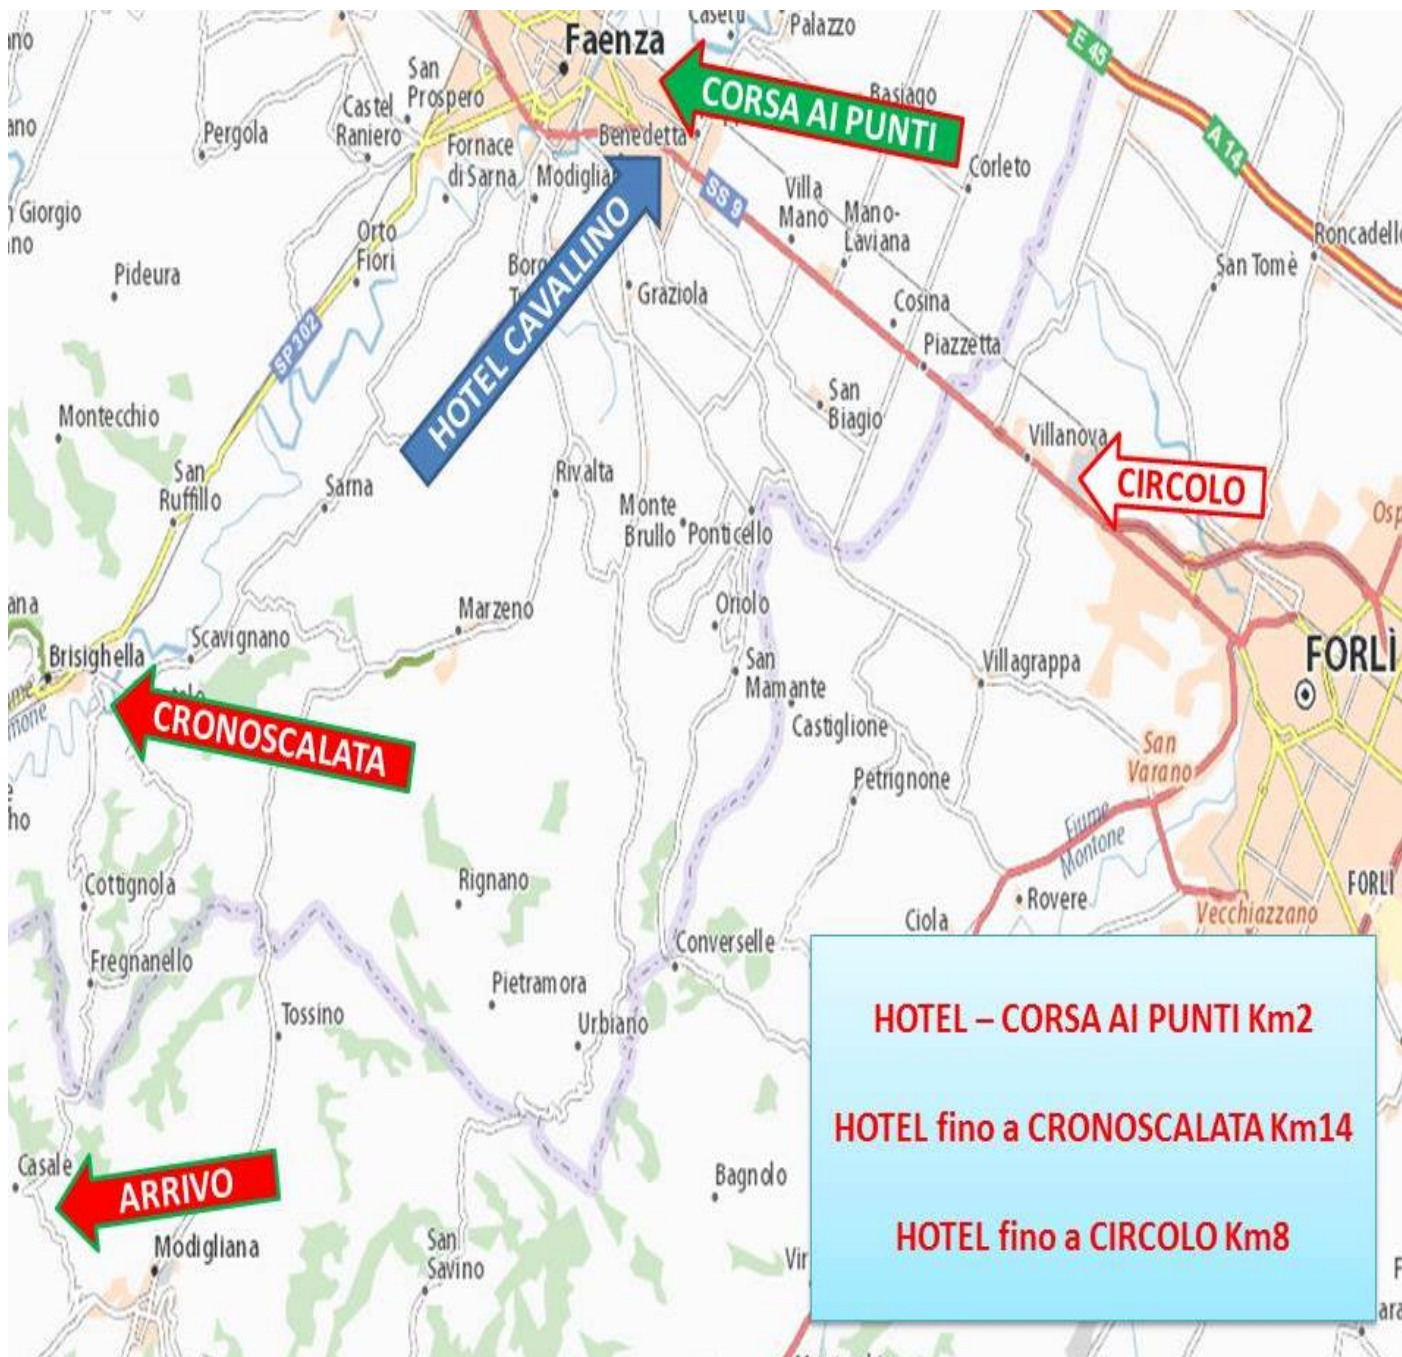 Faenza
Palazzo
E 45
San
Prospero
CORSA AI PUNTI
Basiago
Castel
Raniero
Pergola
Benedetta
A 14
Fornace
di Sarna
Corleto
Villa
Mano
SS 9
Mano-
Laviana
Orto
Fiori
HOTEL CAVALLINO
San Tomè
Pideura
Graziola
Cosina
SP 302
Piazzetta
San
Biagio
Montecchio
Villanova
San
Ruffillo
Sarna
Rivalta
CIRCOLO
Monte
Brullo
Ponticello
Marzeno
Oriolo
Scavignano
Brisighella
San
Mamante
Villagrappa
FORLÌ
CRONOSCALATA
Castiglione
San
Varano
Petrignone
Fiume
Montone
Cottignola
Rignano
Rovere
FORLÌ
Ciola
Vecchiazzano
Converselle
Fregnanello
Pietramora
Tossino
Urbiano
HOTEL – CORSA AI PUNTI Km2
HOTEL fino a CRONOSCALATA Km14
HOTEL fino a CIRCOLO Km8
Casale
ARRIVO
Bagnolo
Modigliana
San
Savino